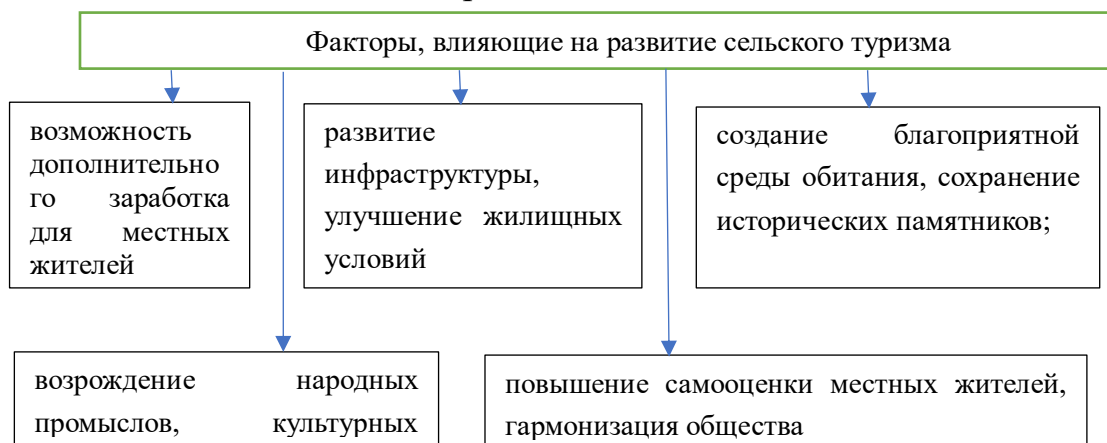 Факторы, влияющие на развитие сельского туризма
возможность
дополнительно
го заработка
для местных
жителей
развитие
инфраструктуры,
улучшение жилищных
условий
создание благоприятной
среды обитания, сохранение
исторических памятников;
возрождение народных
промыслов, культурных
повышение самооценки местных жителей,
гармонизация общества